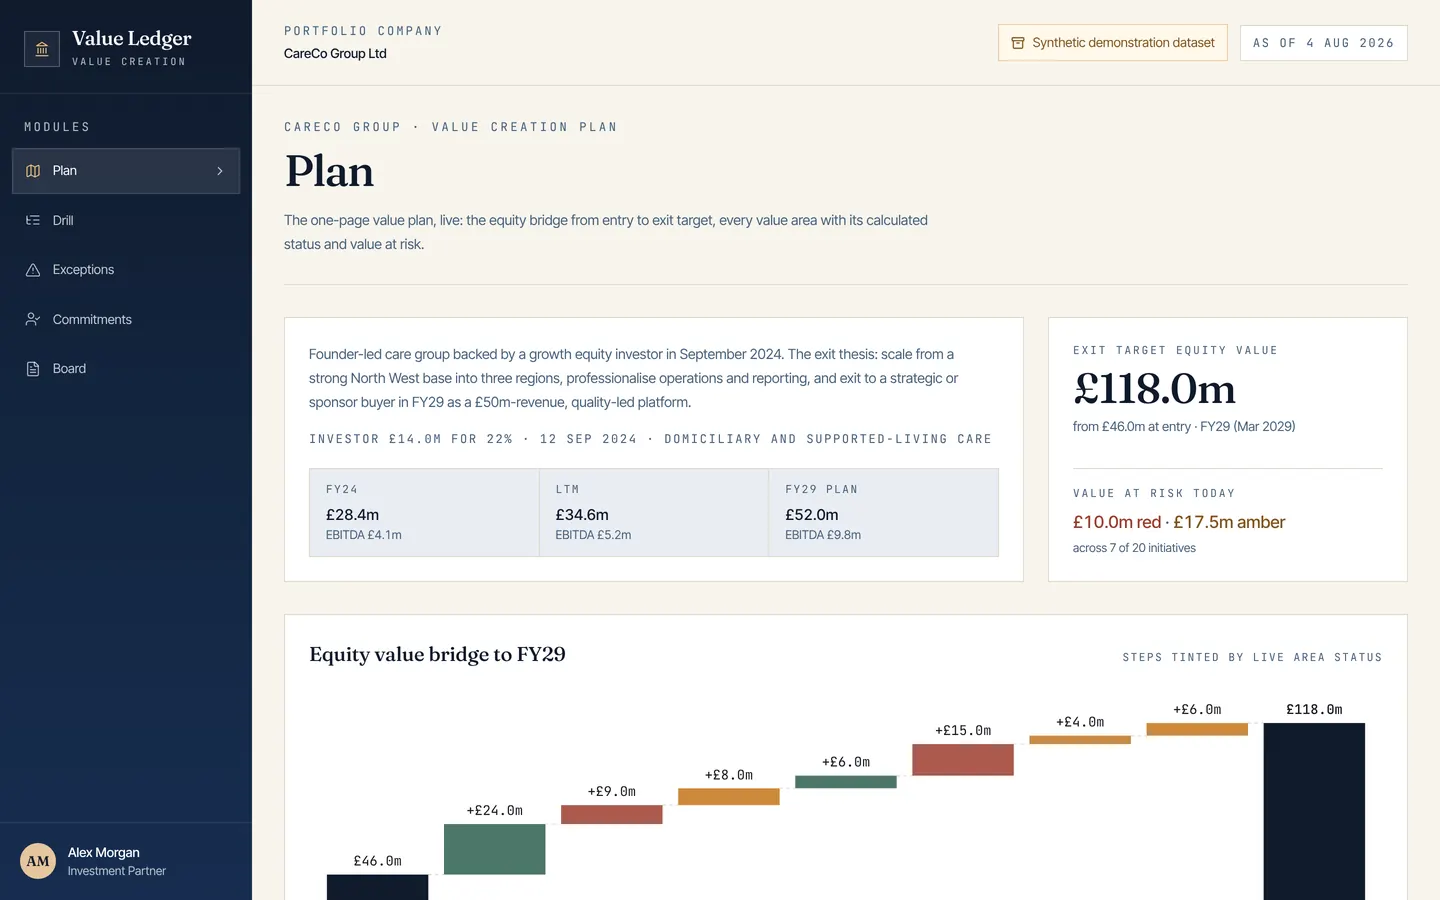 Value Ledger
VALUE CREATION
MODULES
Plan
Drill
Exceptions
Commitments
Board
AM
Alex Morgan
Investment Partner
PORTFOLIO COMPANY
CareCo Group Ltd
Synthetic demonstration dataset
AS OF 4 AUG 2026
CARECO GROUP · VALUE CREATION PLAN
Plan
The one-page value plan, live: the equity bridge from entry to exit target, every value area with its calculated
status and value at risk.
Founder-led care group backed by a growth equity investor in September 2024. The exit thesis: scale from a
strong North West base into three regions, professionalise operations and reporting, and exit to a strategic or
sponsor buyer in FY29 as a £50m-revenue, quality-led platform.
INVESTOR £14.0M FOR 22% · 12 SEP 2024 · DOMICILIARY AND SUPPORTED-LIVING CARE
FY24
£28.4m
EBITDA £4.1m
LTM
£34.6m
EBITDA £5.2m
FY29 PLAN
£52.0m
EBITDA £9.8m
EXIT TARGET EQUITY VALUE
£118.0m
from £46.0m at entry · FY29 (Mar 2029)
VALUE AT RISK TODAY
£10.0m red · £17.5m amber
across 7 of 20 initiatives
Equity value bridge to FY29
STEPS TINTED BY LIVE AREA STATUS
£46.0m
+£24.0m
+£9.0m
+£8.0m
+£6.0m
+£15.0m
+£4.0m
+£6.0m
£118.0m